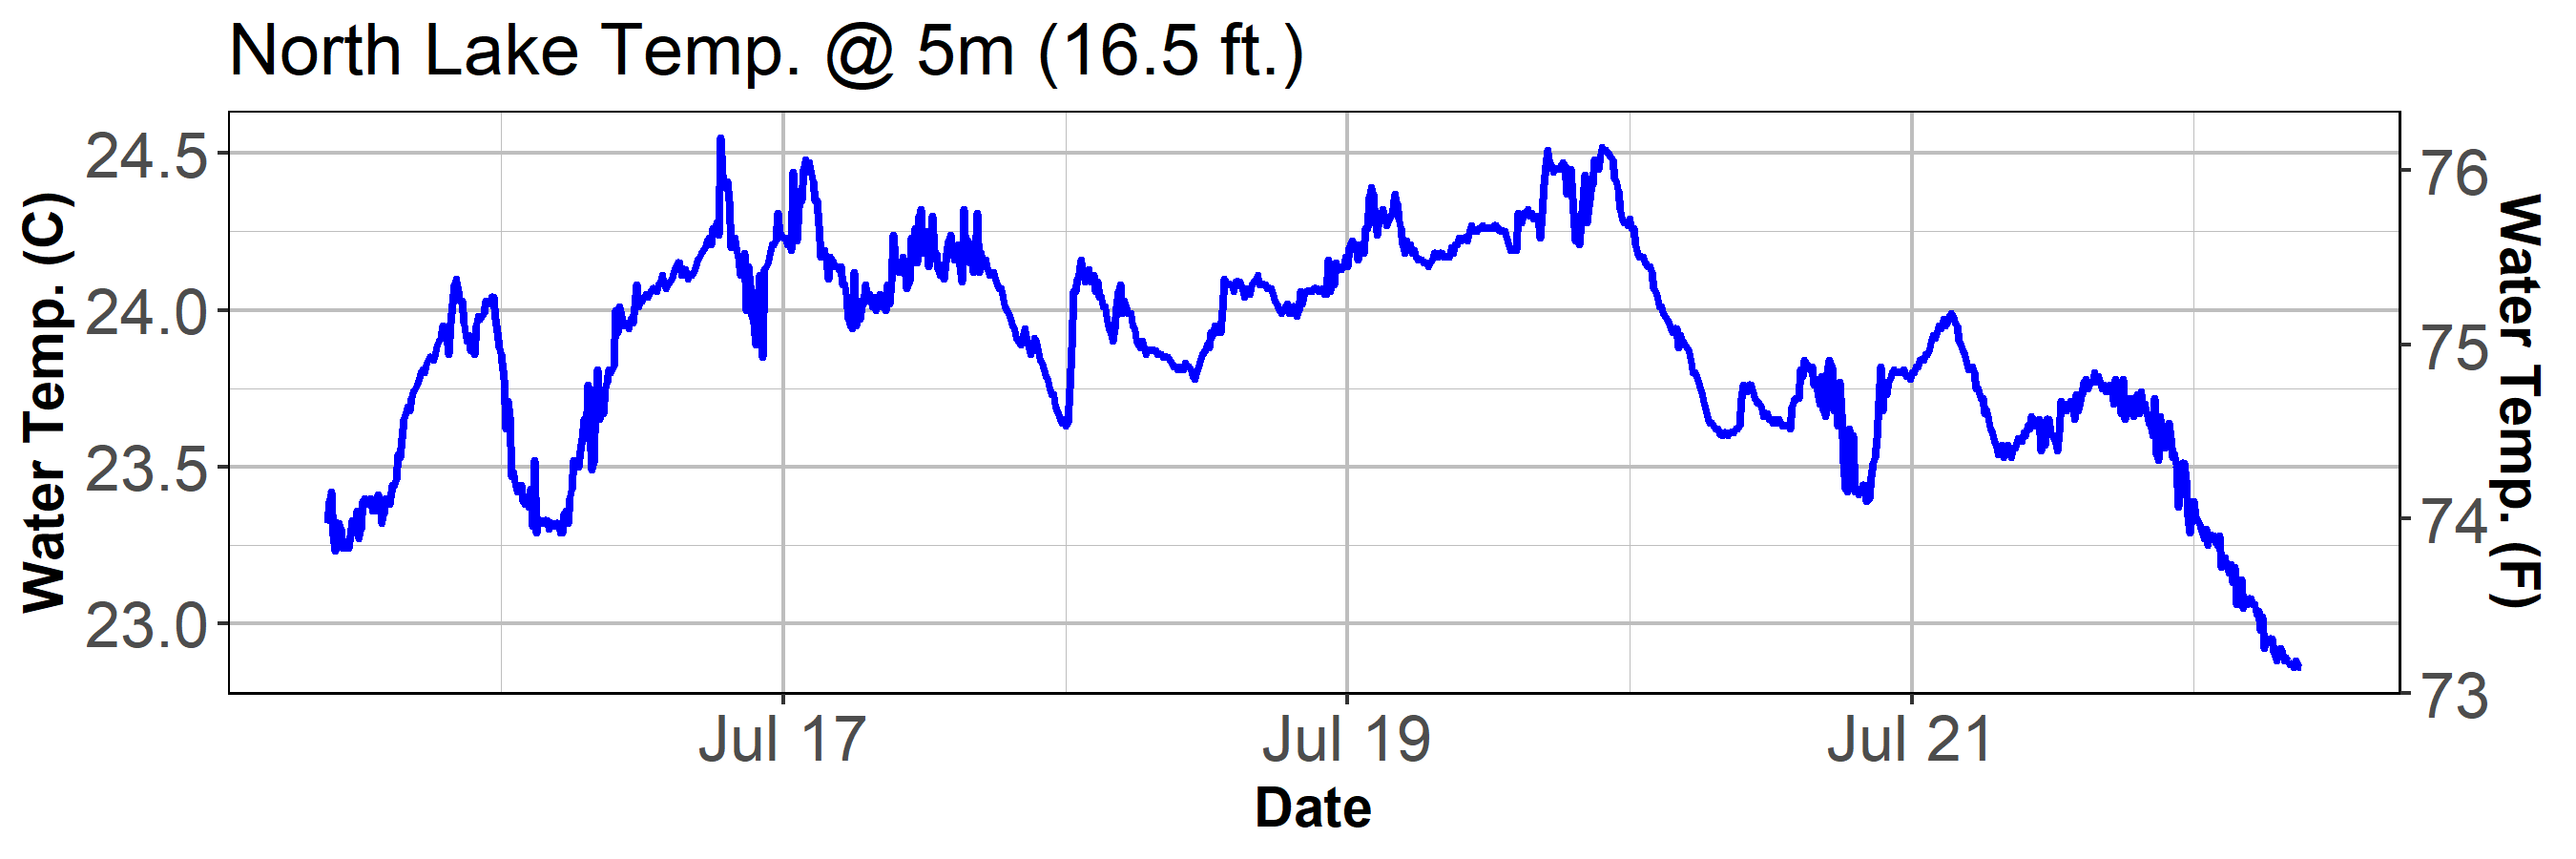 North Lake Temp. @ 5m (16.5 ft.)
Water Temp. (C)
24.5
24.0
23.5
23.0
76
75
74
73
Water Temp. (F)
Jul 17
Jul 19
Jul 21
Date